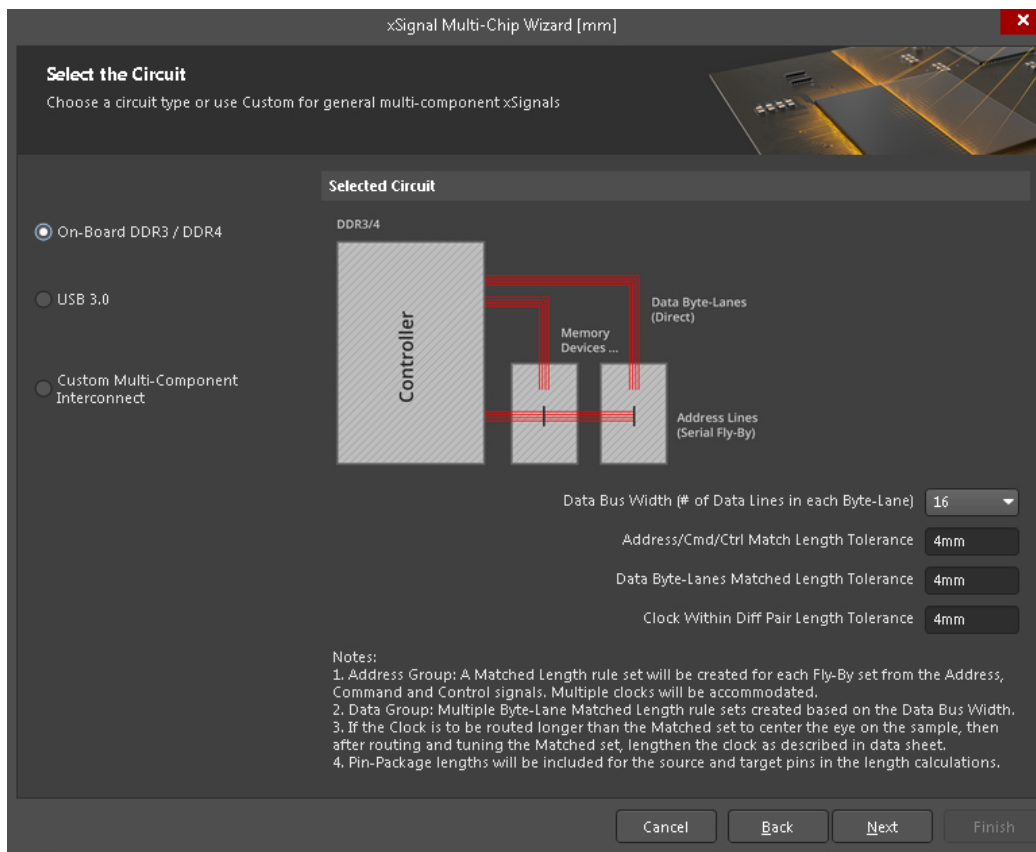 xSignal Multi-Chip Wizard [mm]
Select the Circuit
Choose a circuit type or use Custom for general multi-component xSignals
On-Board DDR3 / DDR4
USB 3.0
Custom Multi-Component
Interconnect
Selected Circuit
DDR3/4
Controller
Data Byte-Lanes
(Direct)
Memory
Devices ...
Address Lines
(Serial Fly-By)
Data Bus Width (# of Data Lines in each Byte-Lane) 16
Address/Cmd/Ctrl Match Length Tolerance 4mm
Data Byte-Lanes Matched Length Tolerance 4mm
Clock Within Diff Pair Length Tolerance 4mm
Notes:
1. Address Group: A Matched Length rule set will be created for each Fly-By set from the Address,
Command and Control signals. Multiple clocks will be accommodated.
2. Data Group: Multiple Byte-Lane Matched Length rule sets created based on the Data Bus Width.
3. If the Clock is to be routed longer than the Matched set to center the eye on the sample, then
after routing and tuning the Matched set, lengthen the clock as described in data sheet.
4. Pin-Package lengths will be included for the source and target pins in the length calculations.
Cancel Back Next Finish